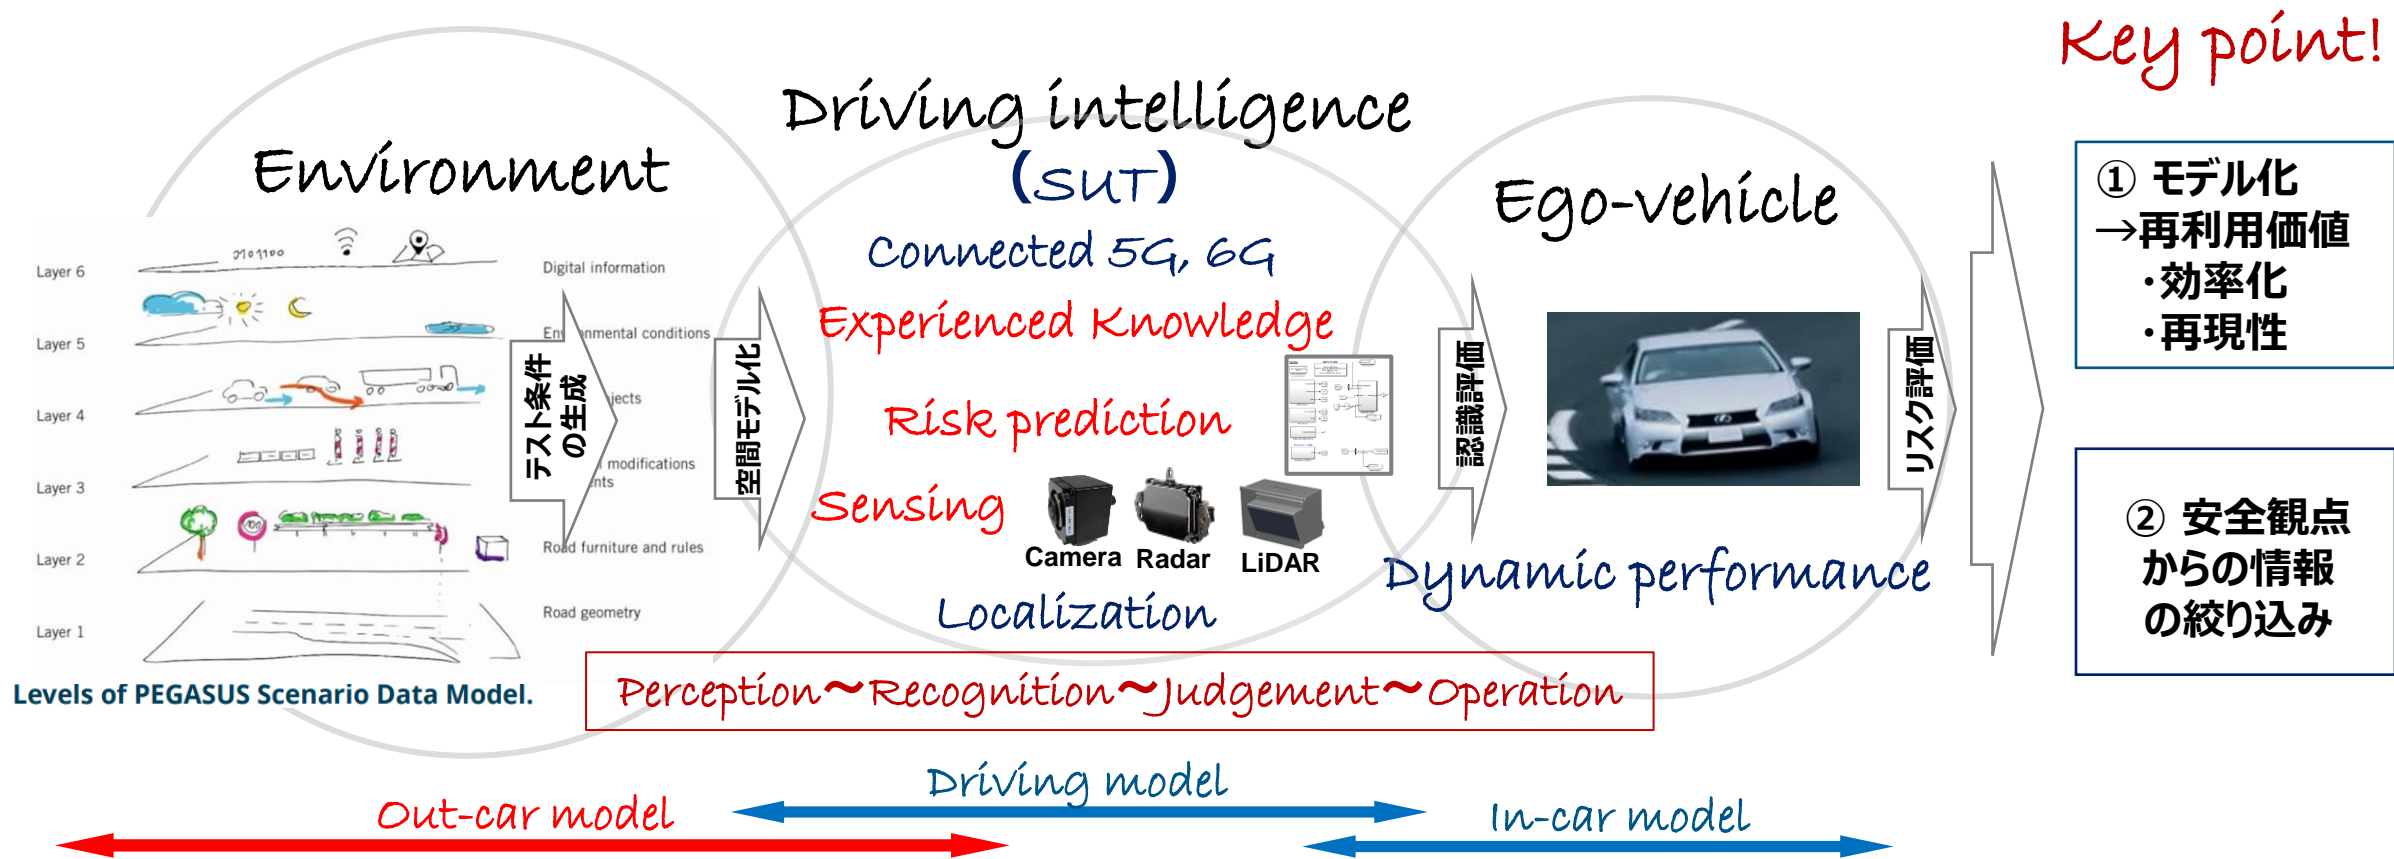 Key point!
Driving intelligence
(SUT)
Environment
Ego-vehicle
Connected 5G, 6G
Experienced Knowledge
Risk prediction
Sensing
Camera
Radar
LiDAR
Localization
Dynamic performance
Layer 6
0101100
Digital information
Layer 5
conditions
Layer 4
Layer 3
modifications
Layer 2
100
Road furniture and rules
Layer 1
Road geometry
Levels of PEGASUS Scenario Data Model.
テスト条件
の生成
空間モデル化
認識評価
リスク評価
① モデル化
→再利用価値
・効率化
・再現性
② 安全観点
からの情報
の絞り込み
Perception~Recognition~Judgement~Operation
Driving model
Out-car model
In-car model